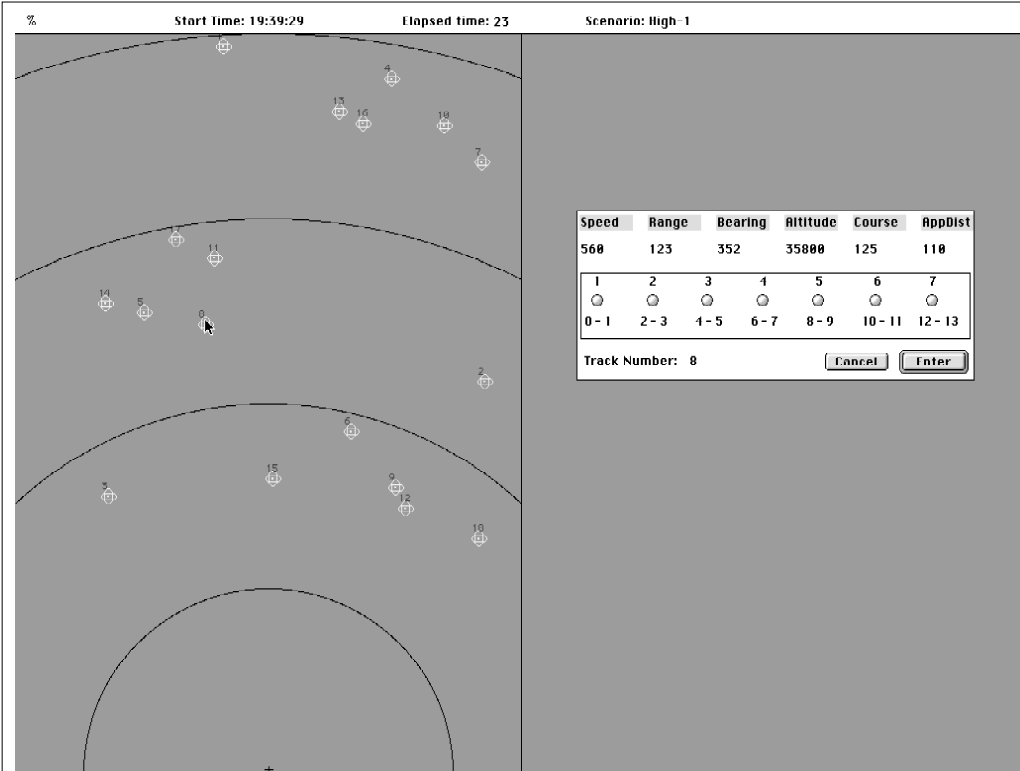 % Start Time: 19:39:29 Elapsed time: 23 Scenario: High-1
4
13
16
10
7
11
14
5
8
2
6
15
9
3
12
18
Speed Range Bearing Altitude Course AppDist
560 123 352 35800 125 110
1 2 3 4 5 6 7
0 - 1 2 - 3 4 - 5 6 - 7 8 - 9 10 - 11 12 - 13
Track Number: 8 Cancel Enter